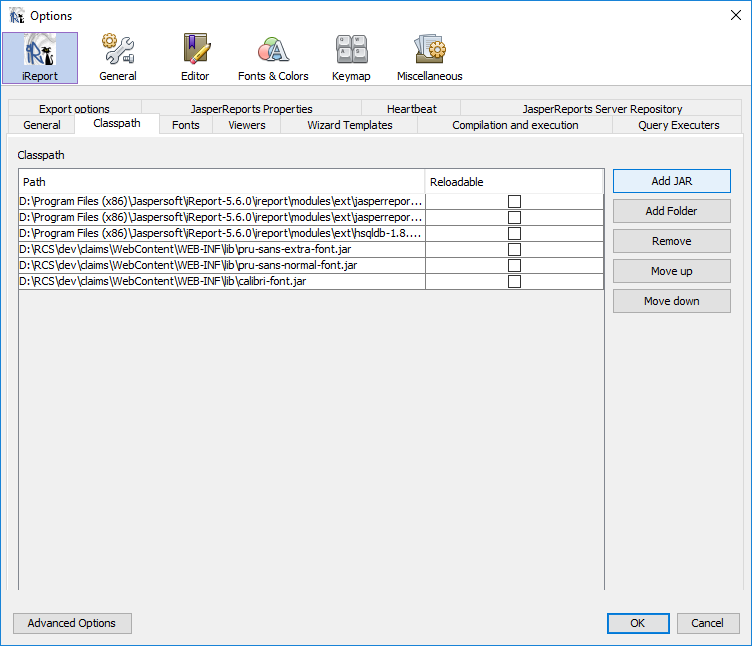 Options
iReport General Editor Fonts & Colors Keymap Miscellaneous
Export options JasperReports Properties Heartbeat JasperReports Server Repository
General Classpath Fonts Viewers Wizard Templates Compilation and execution Query Executers
Classpath
Path Reloadable
D:\Program Files (x86)\Jaspersoft\iReport-5.6.0\ireport\modules\ext\jasperrepor...
D:\Program Files (x86)\Jaspersoft\iReport-5.6.0\ireport\modules\ext\jasperrepor...
D:\Program Files (x86)\Jaspersoft\iReport-5.6.0\ireport\modules\ext\hsqldb-1.8....
D:\RCS\dev\claims\WebContent\WEB-INF\lib\pru-sans-extra-font.jar
D:\RCS\dev\claims\WebContent\WEB-INF\lib\pru-sans-normal-font.jar
D:\RCS\dev\claims\WebContent\WEB-INF\lib\calibri-font.jar
Add JAR
Add Folder
Remove
Move up
Move down
Advanced Options OK Cancel